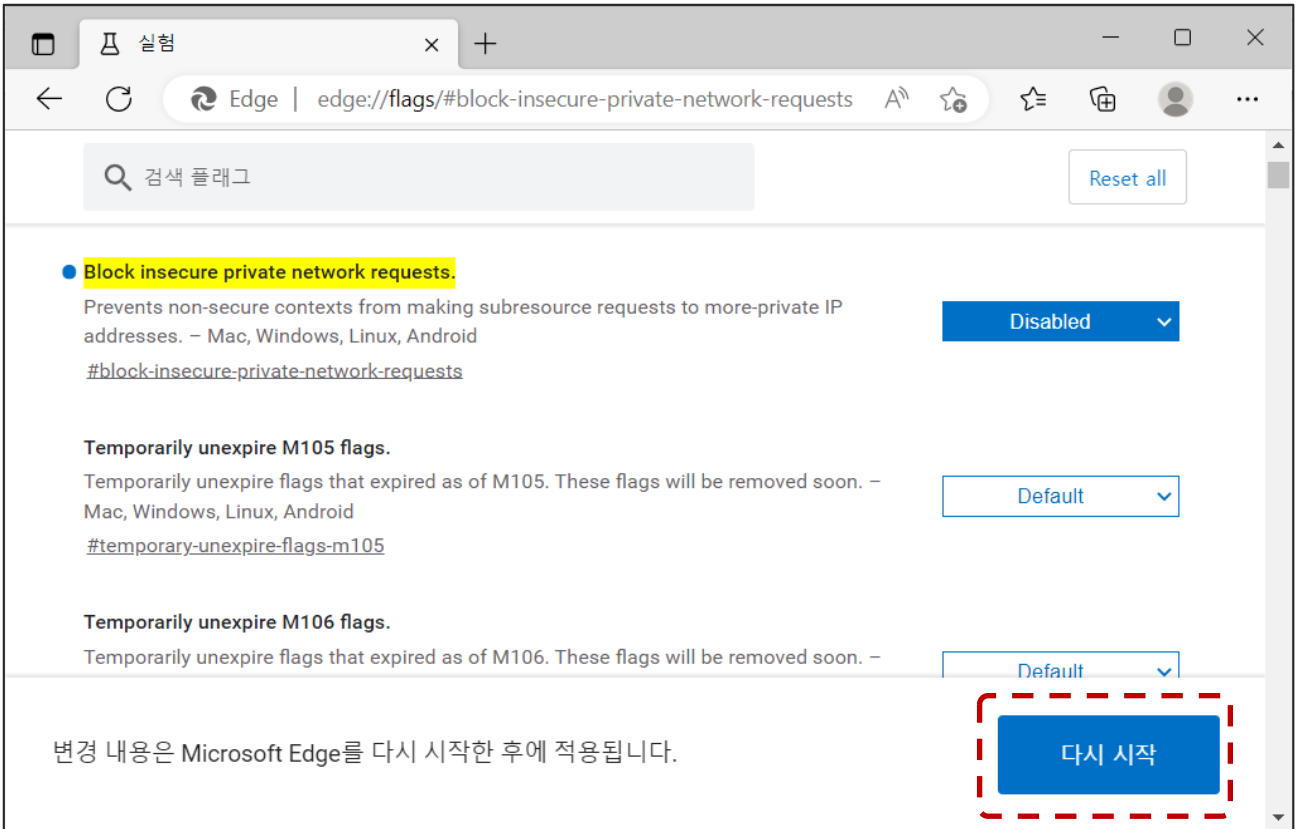 실험
Edge | edge://flags/#block-insecure-private-network-requests
검색 플래그
Reset all
Block insecure private network requests.
Prevents non-secure contexts from making subresource requests to more-private IP
addresses. – Mac, Windows, Linux, Android
#block-insecure-private-network-requests
Disabled
Temporarily unexpire M105 flags.
Temporarily unexpire flags that expired as of M105. These flags will be removed soon. –
Mac, Windows, Linux, Android
#temporary-unexpire-flags-m105
Default
Temporarily unexpire M106 flags.
Temporarily unexpire flags that expired as of M106. These flags will be removed soon. –
Default
변경 내용은 Microsoft Edge를 다시 시작한 후에 적용됩니다.
다시 시작